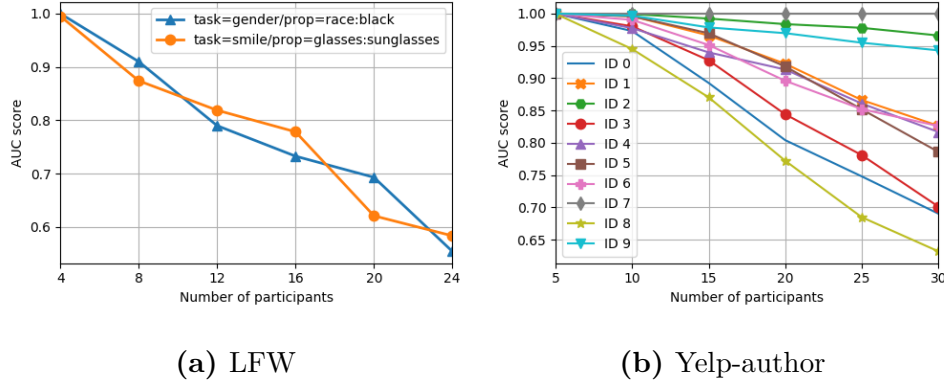 1.0
0.9
0.8
0.7
0.6
AUC score
4
8
12
16
20
24
Number of participants
task=gender/prop=race:black
task=smile/prop=glasses:sunglasses
(a) LFW
1.00
0.95
0.90
0.85
0.80
0.75
0.70
0.65
AUC score
5
10
15
20
25
30
Number of participants
ID 0
ID 1
ID 2
ID 3
ID 4
ID 5
ID 6
ID 7
ID 8
ID 9
(b) Yelp-author